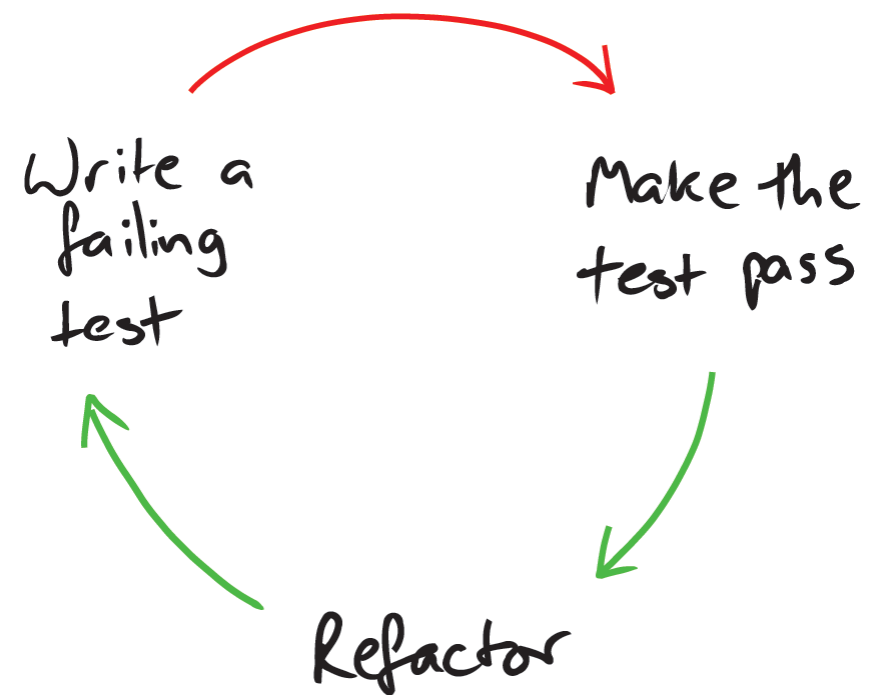 Write a
failing
test
Make the
test pass
Refactor